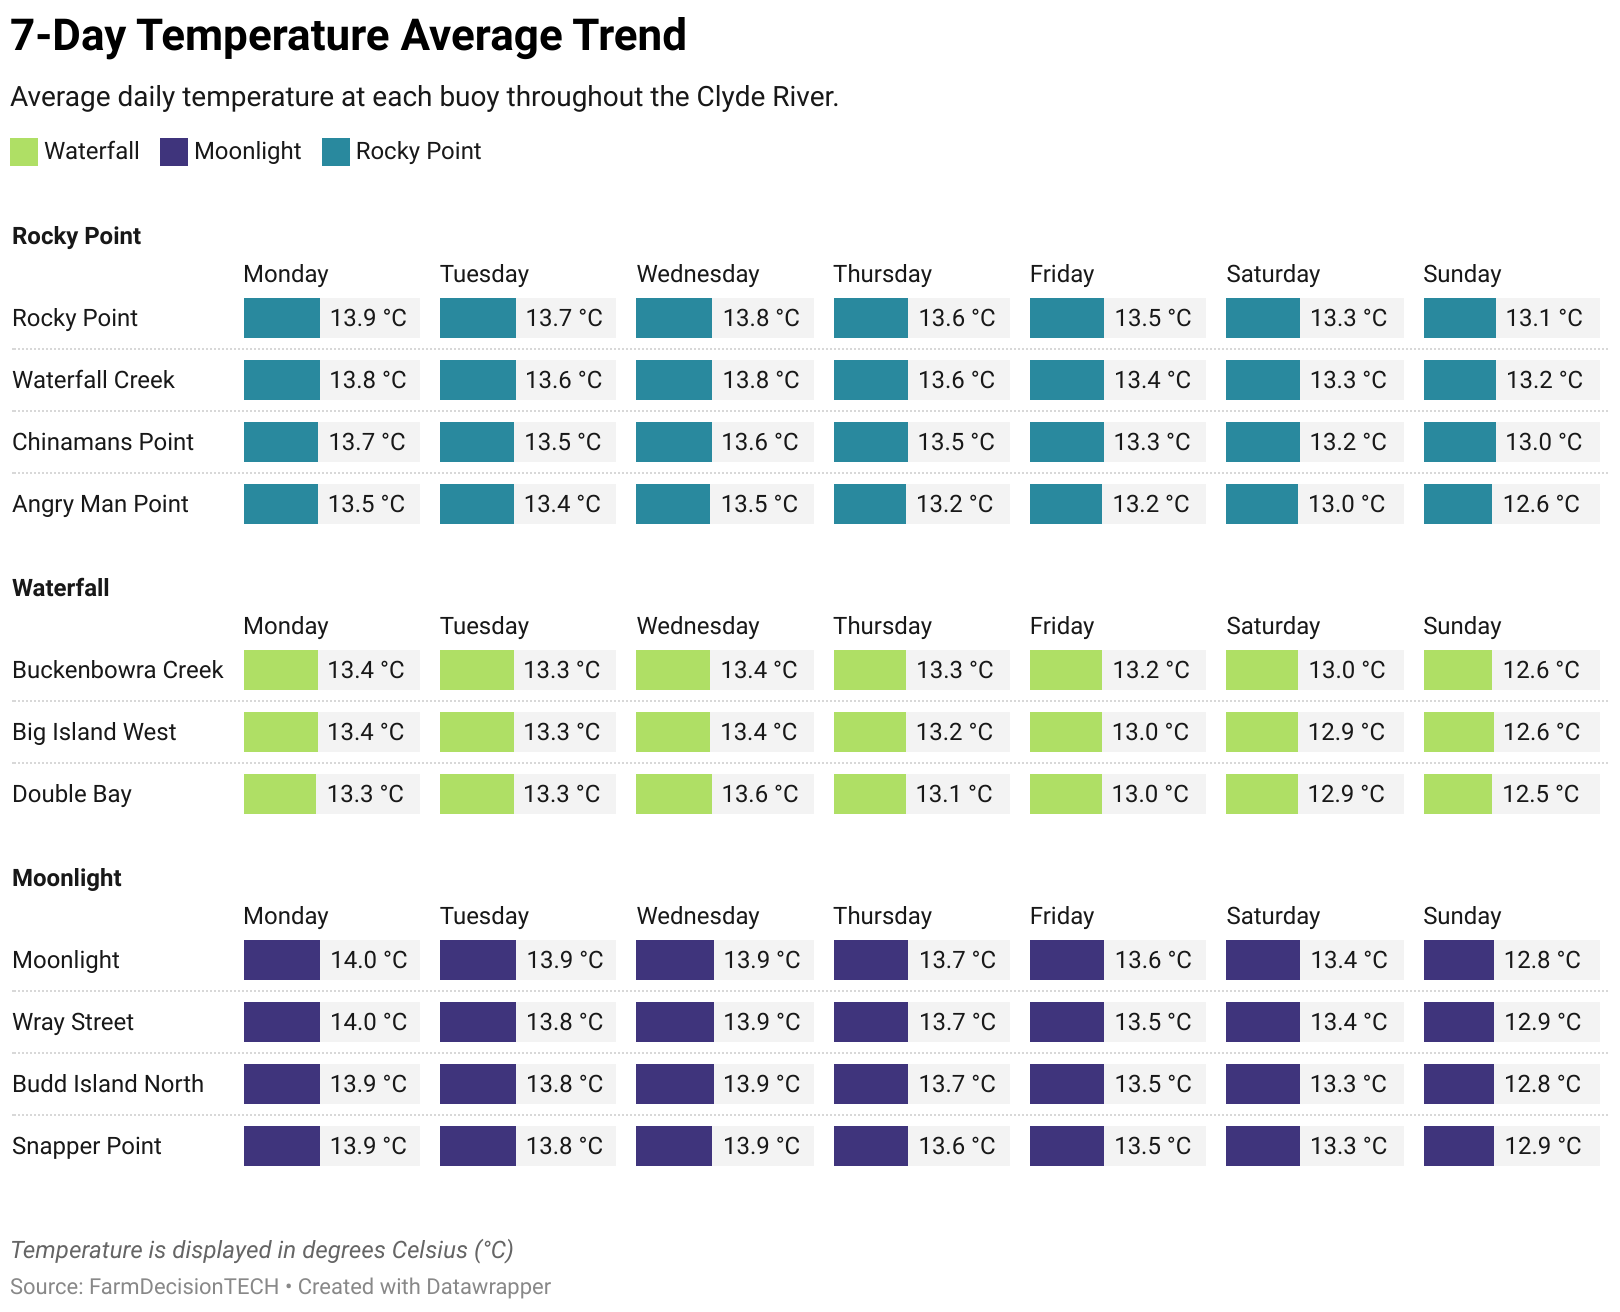 7-Day Temperature Average Trend
Average daily temperature at each buoy throughout the Clyde River.
Waterfall Moonlight Rocky Point
Rocky Point
Monday Tuesday Wednesday Thursday Friday Saturday Sunday
Rocky Point 13.9 °C 13.7 °C 13.8 °C 13.6 °C 13.5 °C 13.3 °C 13.1 °C
Waterfall Creek 13.8 °C 13.6 °C 13.8 °C 13.6 °C 13.4 °C 13.3 °C 13.2 °C
Chinamans Point 13.7 °C 13.5 °C 13.6 °C 13.5 °C 13.3 °C 13.2 °C 13.0 °C
Angry Man Point 13.5 °C 13.4 °C 13.5 °C 13.2 °C 13.2 °C 13.0 °C 12.6 °C
Waterfall
Monday Tuesday Wednesday Thursday Friday Saturday Sunday
Buckenbowra Creek 13.4 °C 13.3 °C 13.4 °C 13.3 °C 13.2 °C 13.0 °C 12.6 °C
Big Island West 13.4 °C 13.3 °C 13.4 °C 13.2 °C 13.0 °C 12.9 °C 12.6 °C
Double Bay 13.3 °C 13.3 °C 13.6 °C 13.1 °C 13.0 °C 12.9 °C 12.5 °C
Moonlight
Monday Tuesday Wednesday Thursday Friday Saturday Sunday
Moonlight 14.0 °C 13.9 °C 13.9 °C 13.7 °C 13.6 °C 13.4 °C 12.8 °C
Wray Street 14.0 °C 13.8 °C 13.9 °C 13.7 °C 13.5 °C 13.4 °C 12.9 °C
Budd Island North 13.9 °C 13.8 °C 13.9 °C 13.7 °C 13.5 °C 13.3 °C 12.8 °C
Snapper Point 13.9 °C 13.8 °C 13.9 °C 13.6 °C 13.5 °C 13.3 °C 12.9 °C
Temperature is displayed in degrees Celsius (°C)
Source: FarmDecisionTECH • Created with Datawrapper